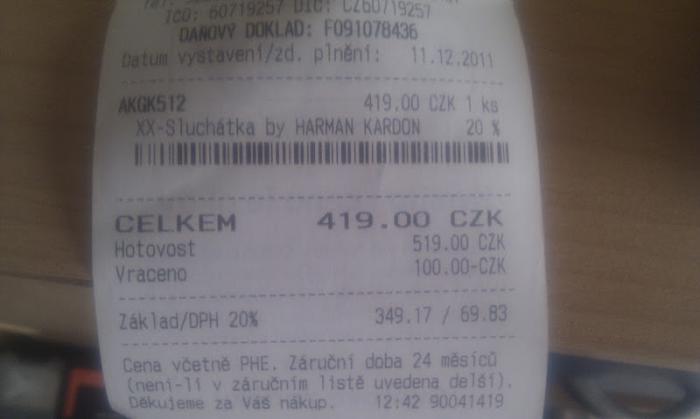 IČO: 60719257 DIČ: CZ60719257
DAŇOVÝ DOKLAD: F091078436
Datum vystavení/zd. plnění: 11.12.2011
AKGK512 419.00 CZK 1 ks
XX-Sluchátka by HARMAN KARDON 20 %
CELKEM 419.00 CZK
Hotovost 519.00 CZK
Vraceno 100.00-CZK
Základ/DPH 20% 349.17 / 69.83
Cena včetně PHE. Záruční doba 24 měsíců
(není-li v záručním listě uvedena delší).
Děkujeme za Váš nákup. 12:42 90041419